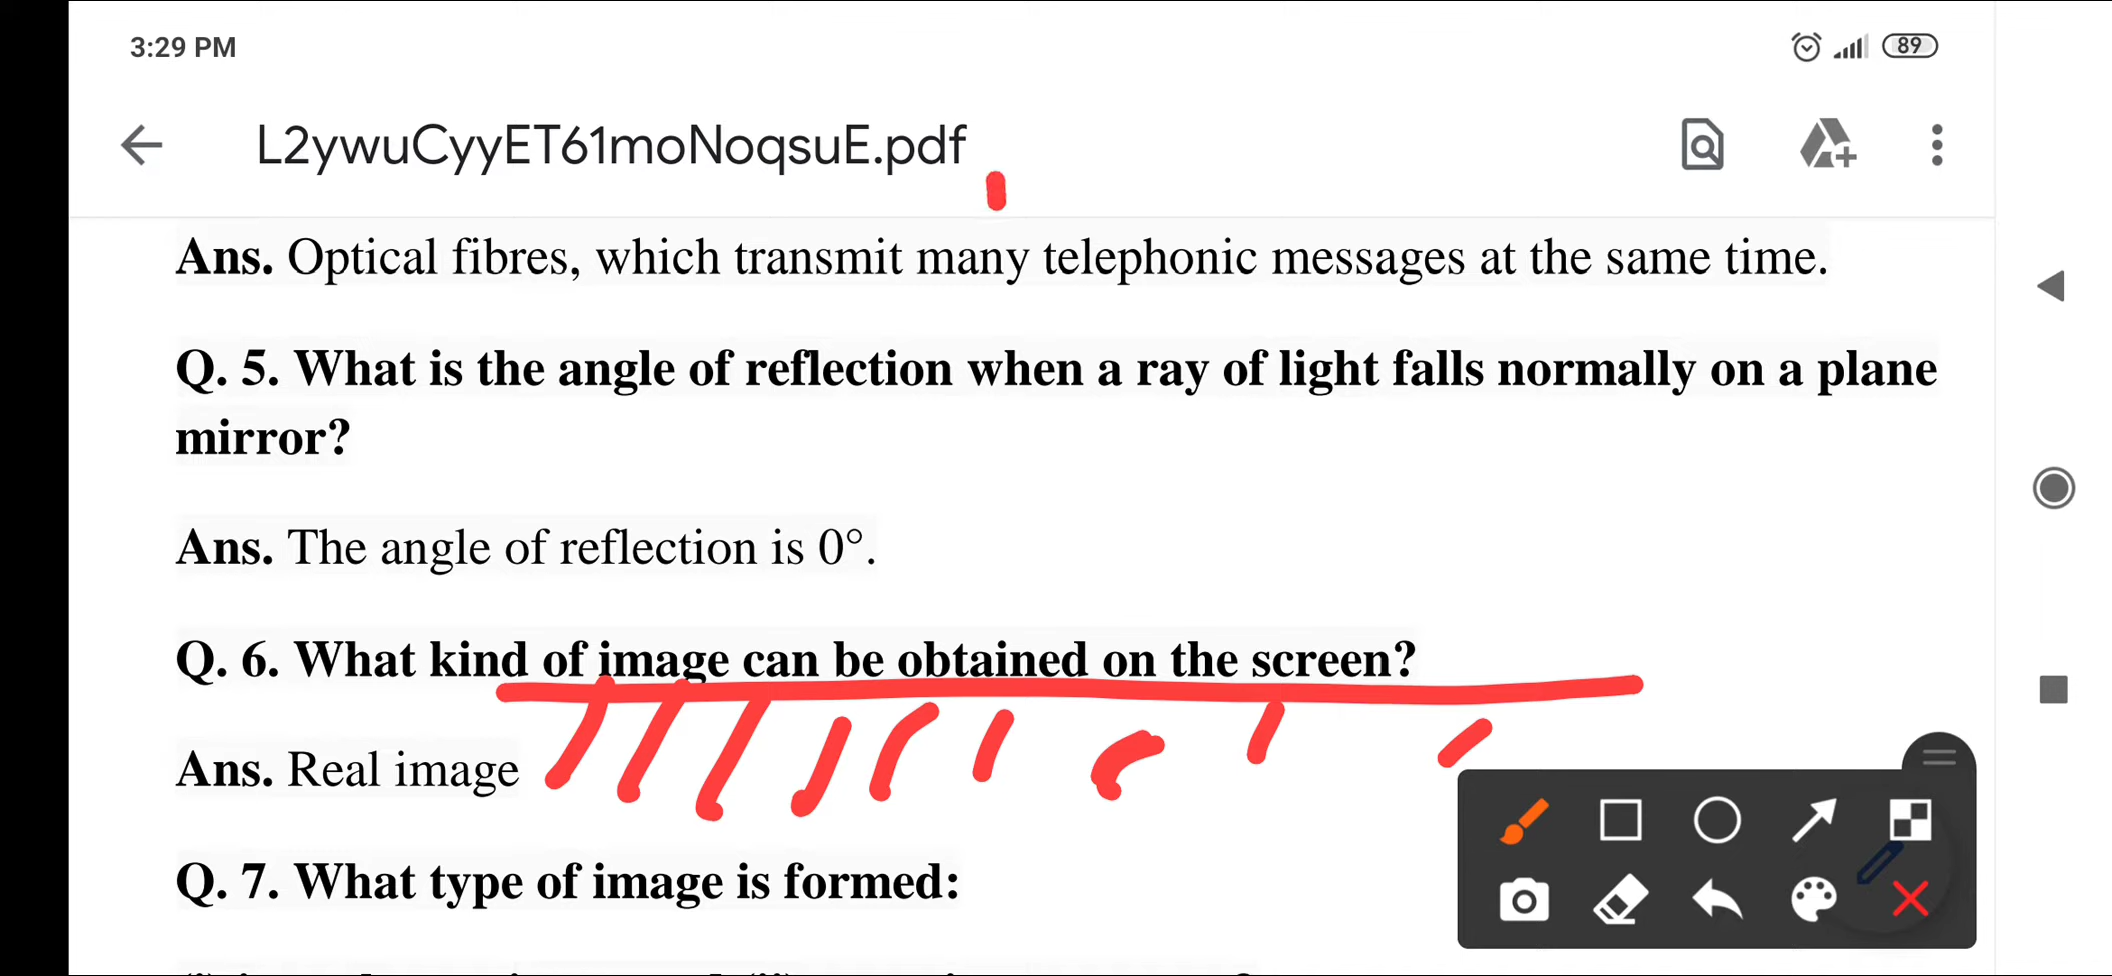 3:29 PM
89
L2ywuCyyET61moNoqsuE.pdf
Ans. Optical fibres, which transmit many telephonic messages at the same time.
Q. 5. What is the angle of reflection when a ray of light falls normally on a plane
mirror?
Ans. The angle of reflection is 0°.
Q. 6. What kind of image can be obtained on the screen?
Ans. Real image
Q. 7. What type of image is formed: